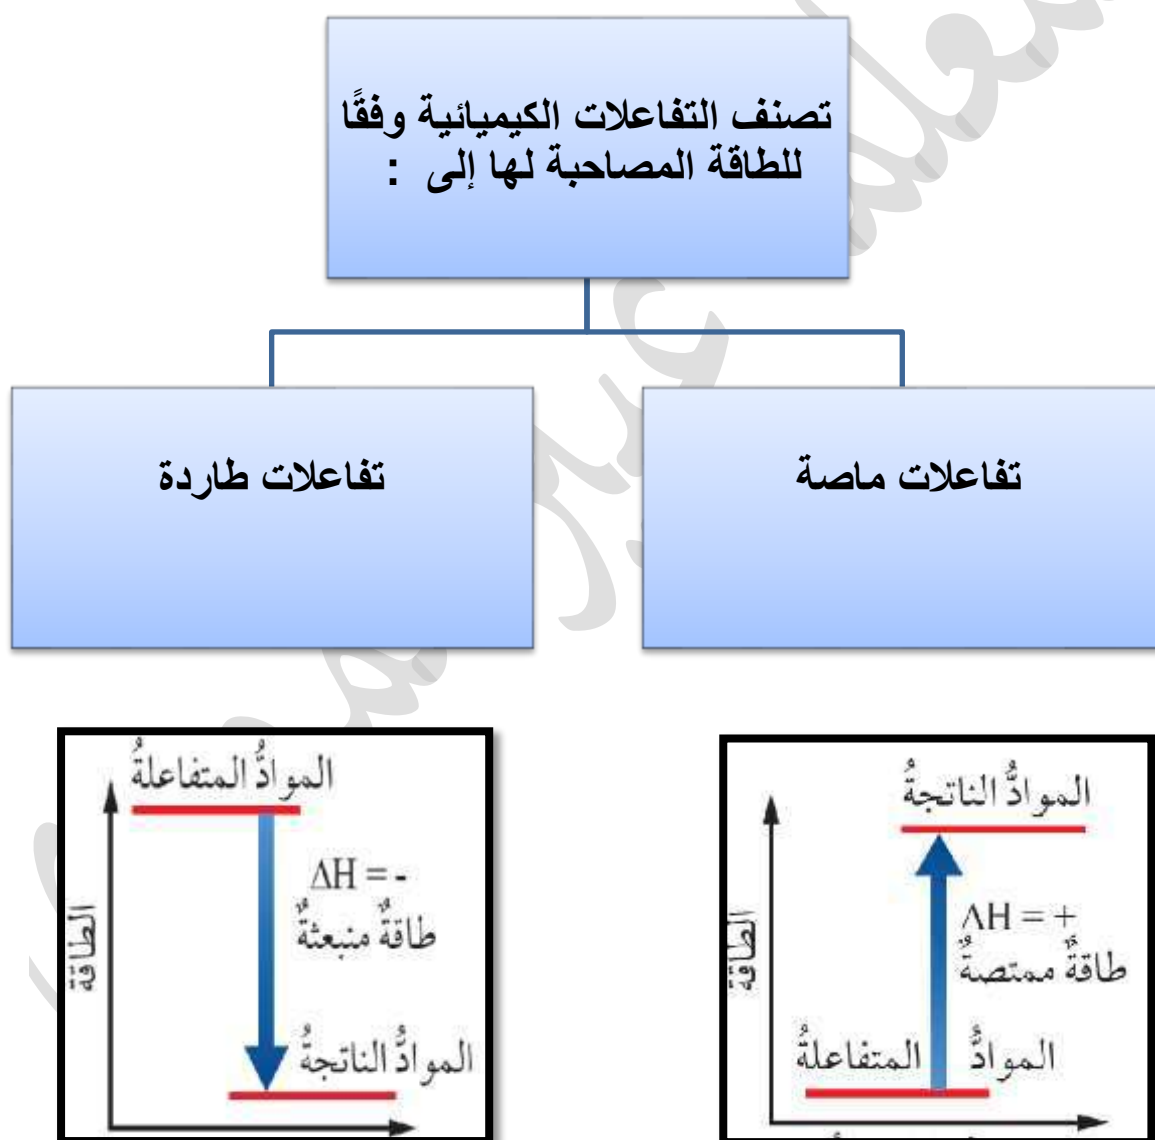 تصنف التفاعلات الكيميائية وفقًا
للطاقة المصاحبة لها إلى :
تفاعلات ماصة
تفاعلات طاردة
الموادُّ الناتجةُ
ΔH = +
طاقةٌ ممتصةٌ
الموادُّ المتفاعلةُ
الطاقة
الموادُّ المتفاعلةُ
ΔH = -
طاقةٌ منبعثةٌ
الموادُّ الناتجةُ
الطاقة